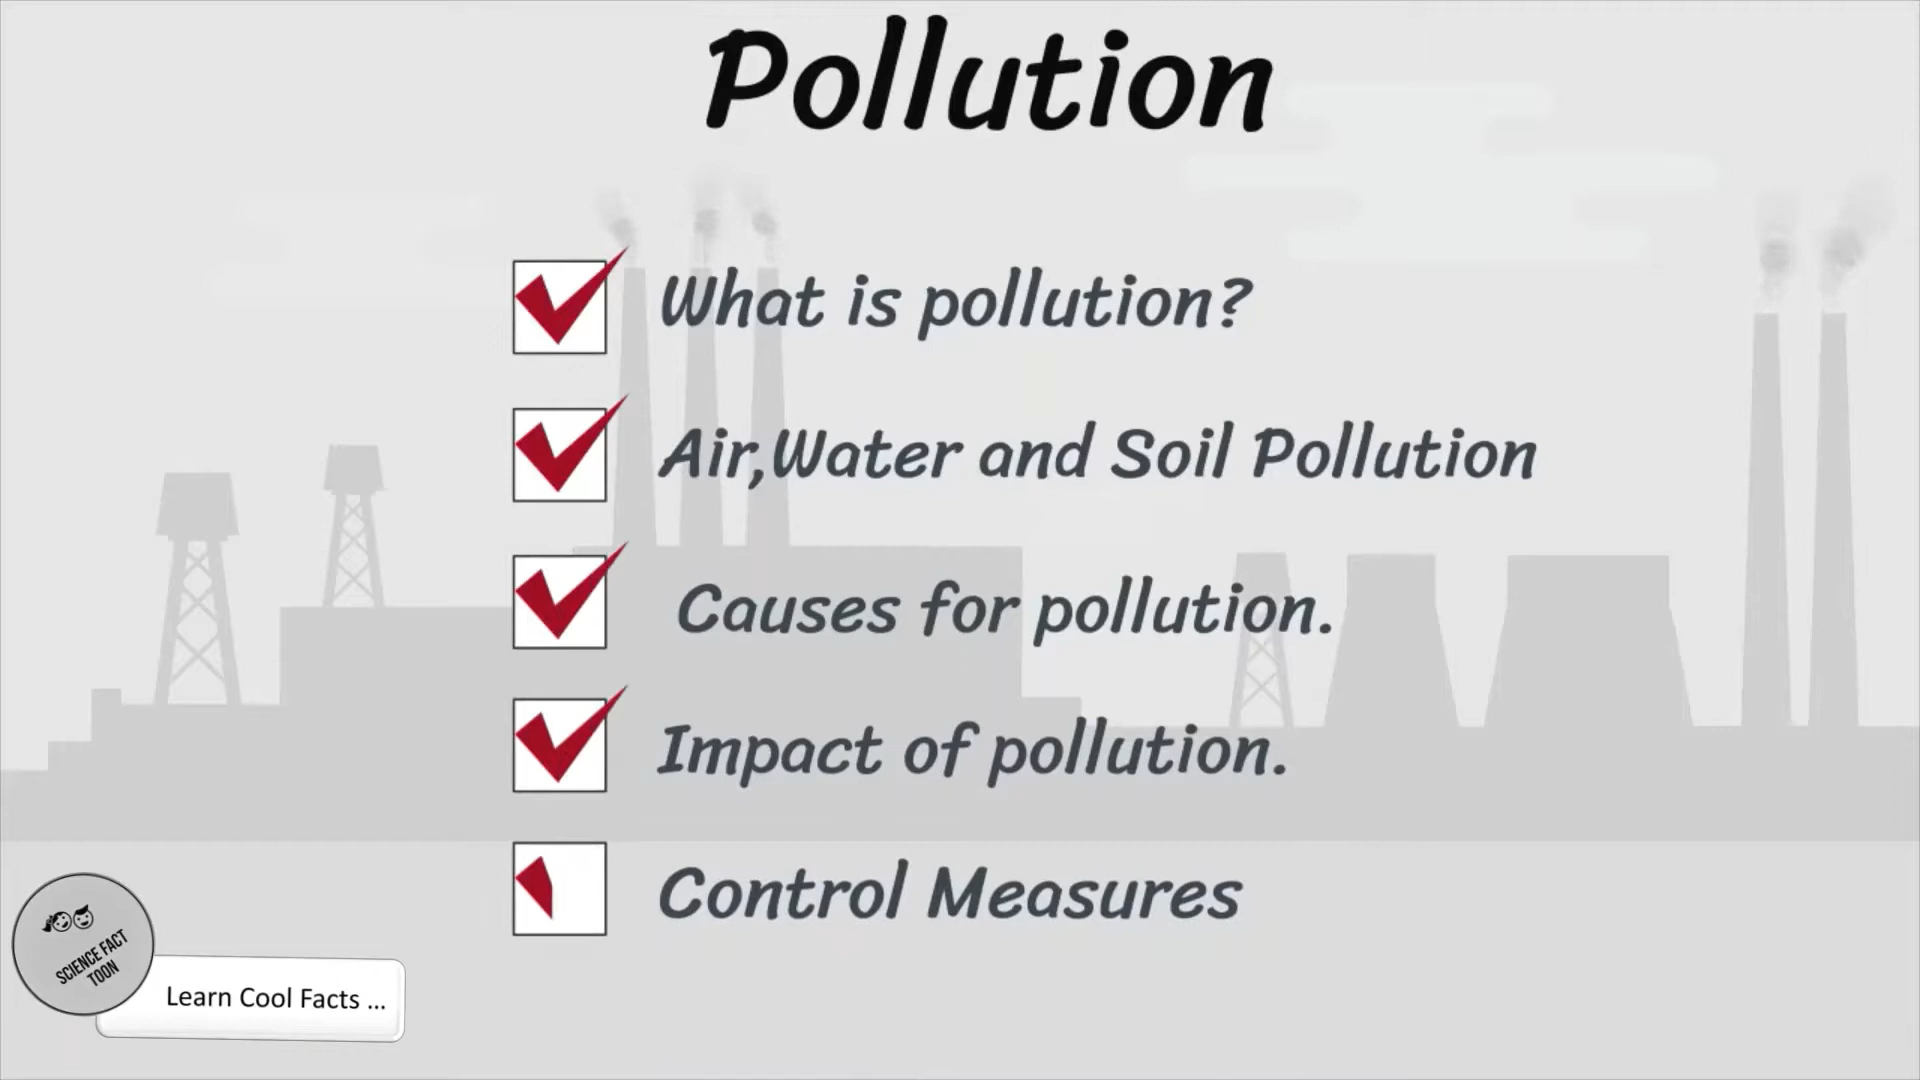 Pollution
What is pollution?
Air,Water and Soil Pollution
Causes for pollution.
Impact of pollution.
Control Measures
SCIENCE FACT
TOON
Learn Cool Facts ...